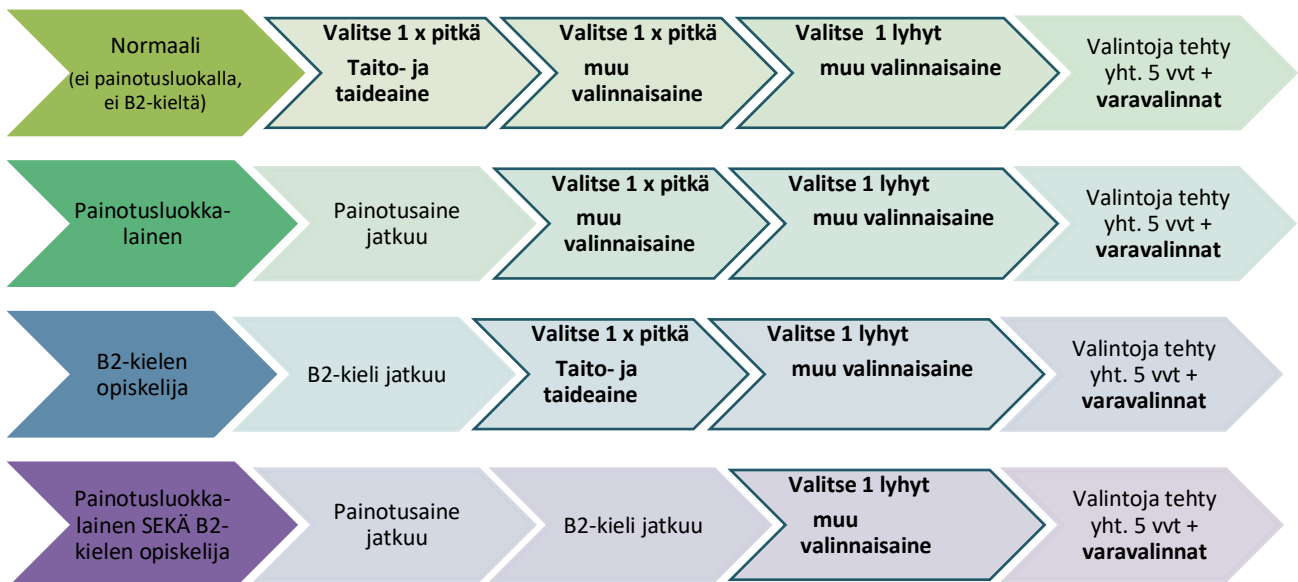 Normaali
(ei painotusluokalla,
ei B2-kieltä)
Valitse 1 x pitkä
Taito- ja
taideaine
Valitse 1 x pitkä
muu
valinnaisaine
Valitse  1 lyhyt
muu valinnaisaine
Valintoja tehty
yht. 5 vvt +
varavalinnat
Painotusluokka-
lainen
Painotusaine
jatkuu
Valitse 1 x pitkä
muu
valinnaisaine
Valitse 1 lyhyt
muu valinnaisaine
Valintoja tehty
yht. 5 vvt +
varavalinnat
B2-kielen
opiskelija
B2-kieli jatkuu
Valitse 1 x pitkä
Taito- ja
taideaine
Valitse 1 lyhyt
muu valinnaisaine
Valintoja tehty
yht. 5 vvt +
varavalinnat
Painotusluokka-
lainen SEKÄ B2-
kielen opiskelija
Painotusaine
jatkuu
B2-kieli jatkuu
Valitse 1 lyhyt
muu
valinnaisaine
Valintoja tehty
yht. 5 vvt +
varavalinnat